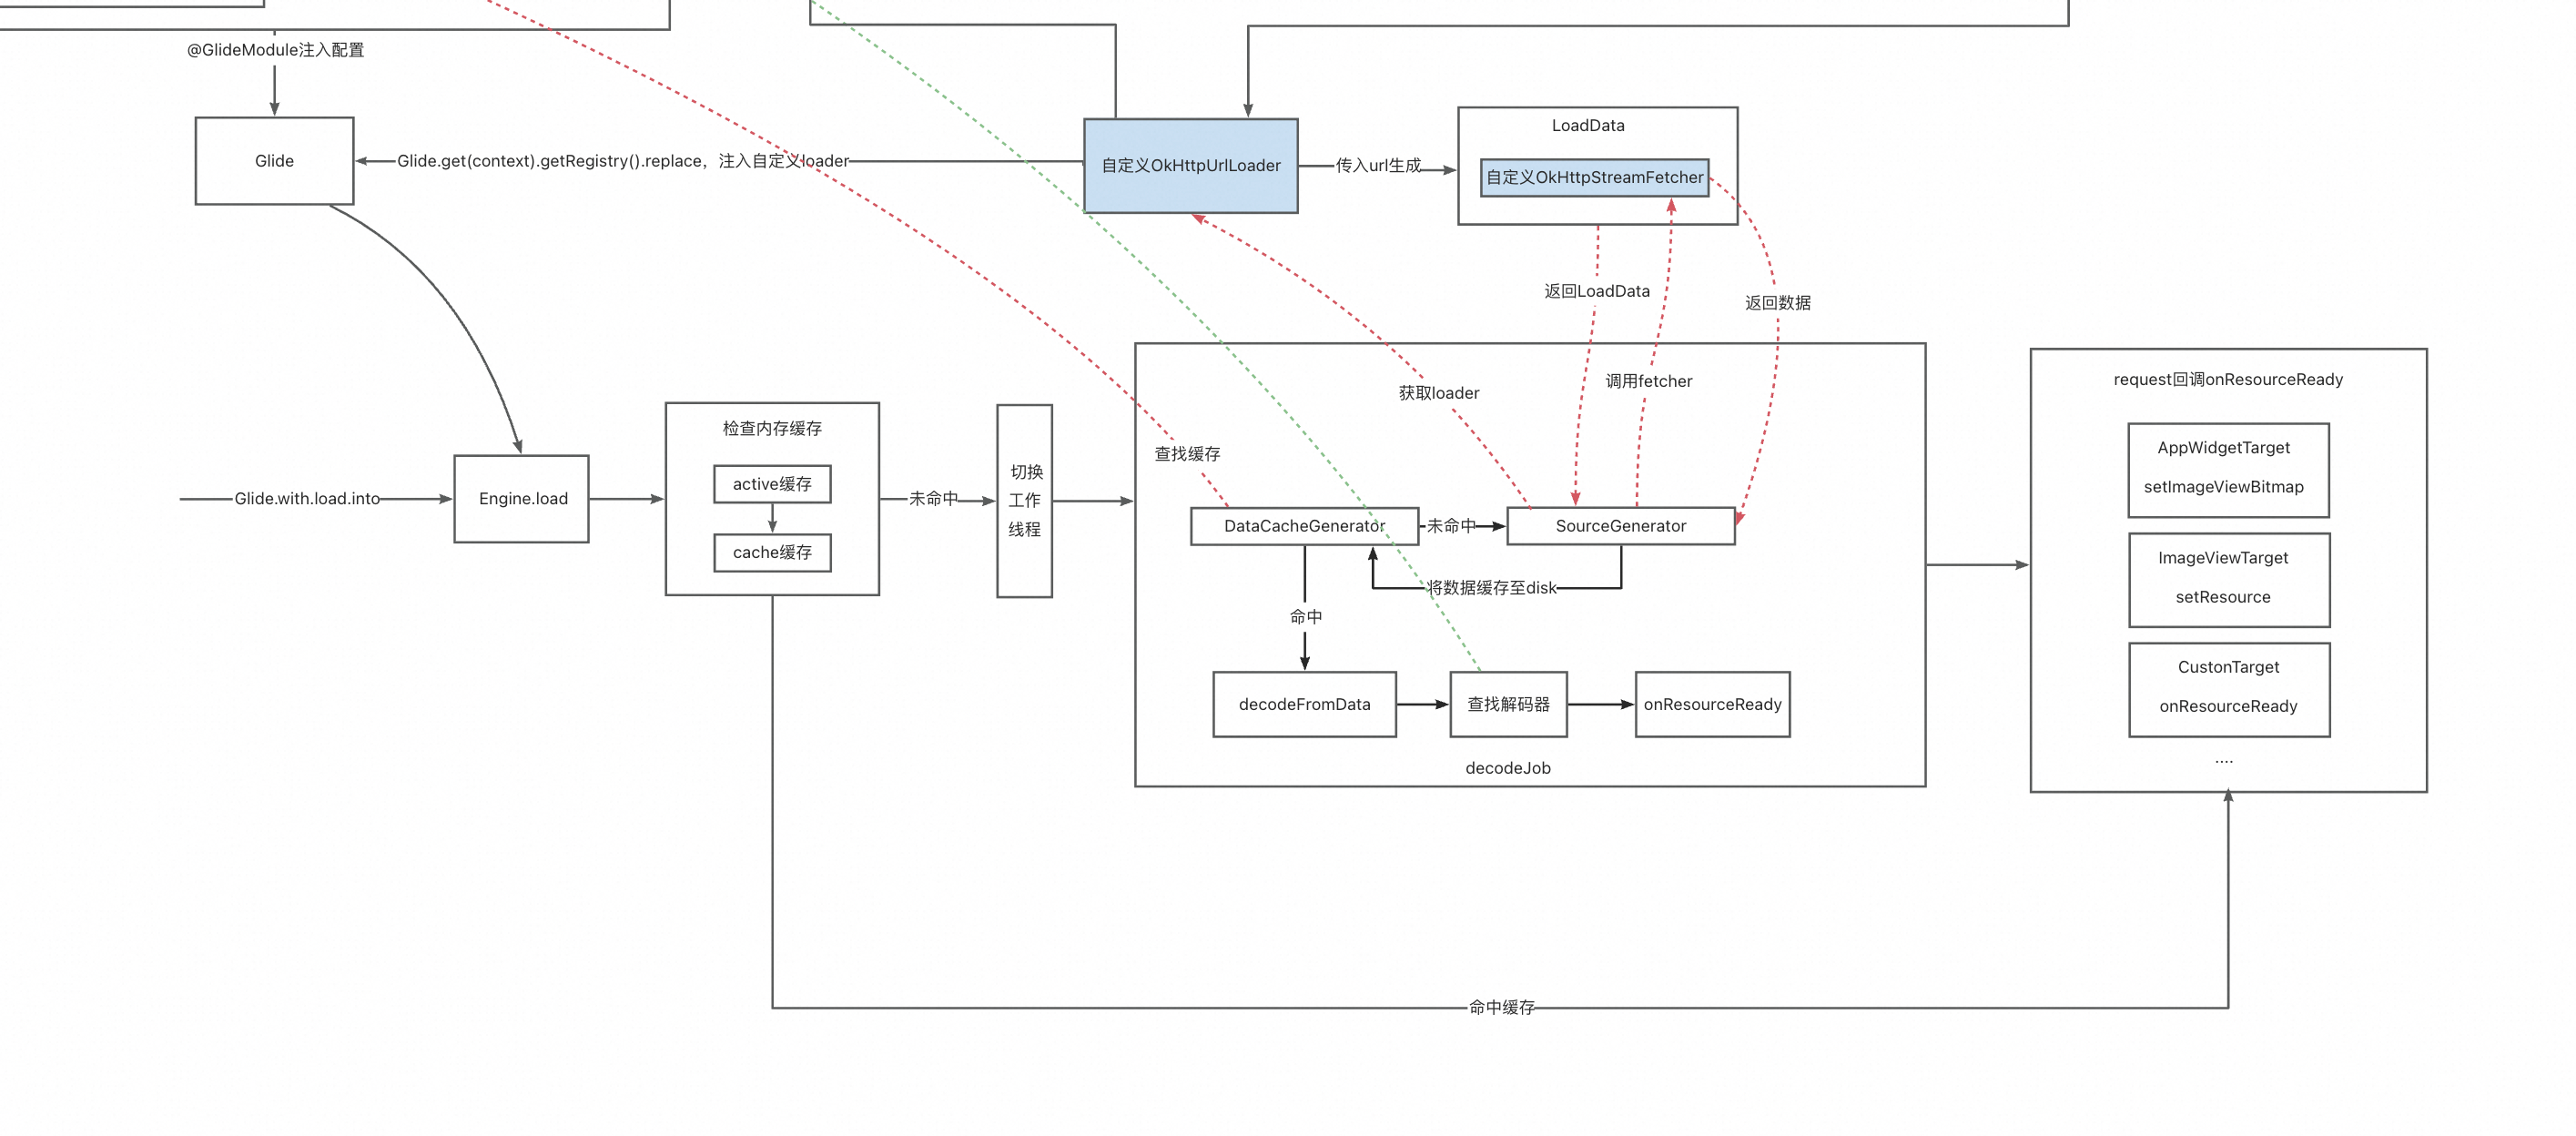 @GlideModule注入配置
Glide
Glide.get(context).getRegistry().replace，注入自定义loader
自定义OkHttpUrlLoader
传入url生成
LoadData
自定义OkHttpStreamFetcher
返回LoadData
返回数据
调用fetcher
获取loader
查找缓存
Glide.with.load.into
Engine.load
检查内存缓存
active缓存
cache缓存
未命中
切换
工作
线程
DataCacheGenerator
未命中
SourceGenerator
将数据缓存至disk
命中
decodeFromData
查找解码器
onResourceReady
decodeJob
request回调onResourceReady
AppWidgetTarget
setImageViewBitmap
ImageViewTarget
setResource
CustonTarget
onResourceReady
....
命中缓存